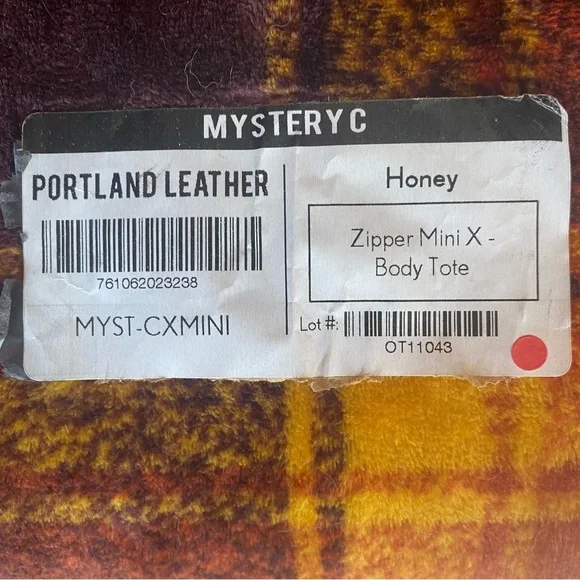 MYSTERY C
PORTLAND LEATHER
761062023238
MYST-CXMINI
Honey
Zipper Mini X -
Body Tote
Lot #:
OT11043